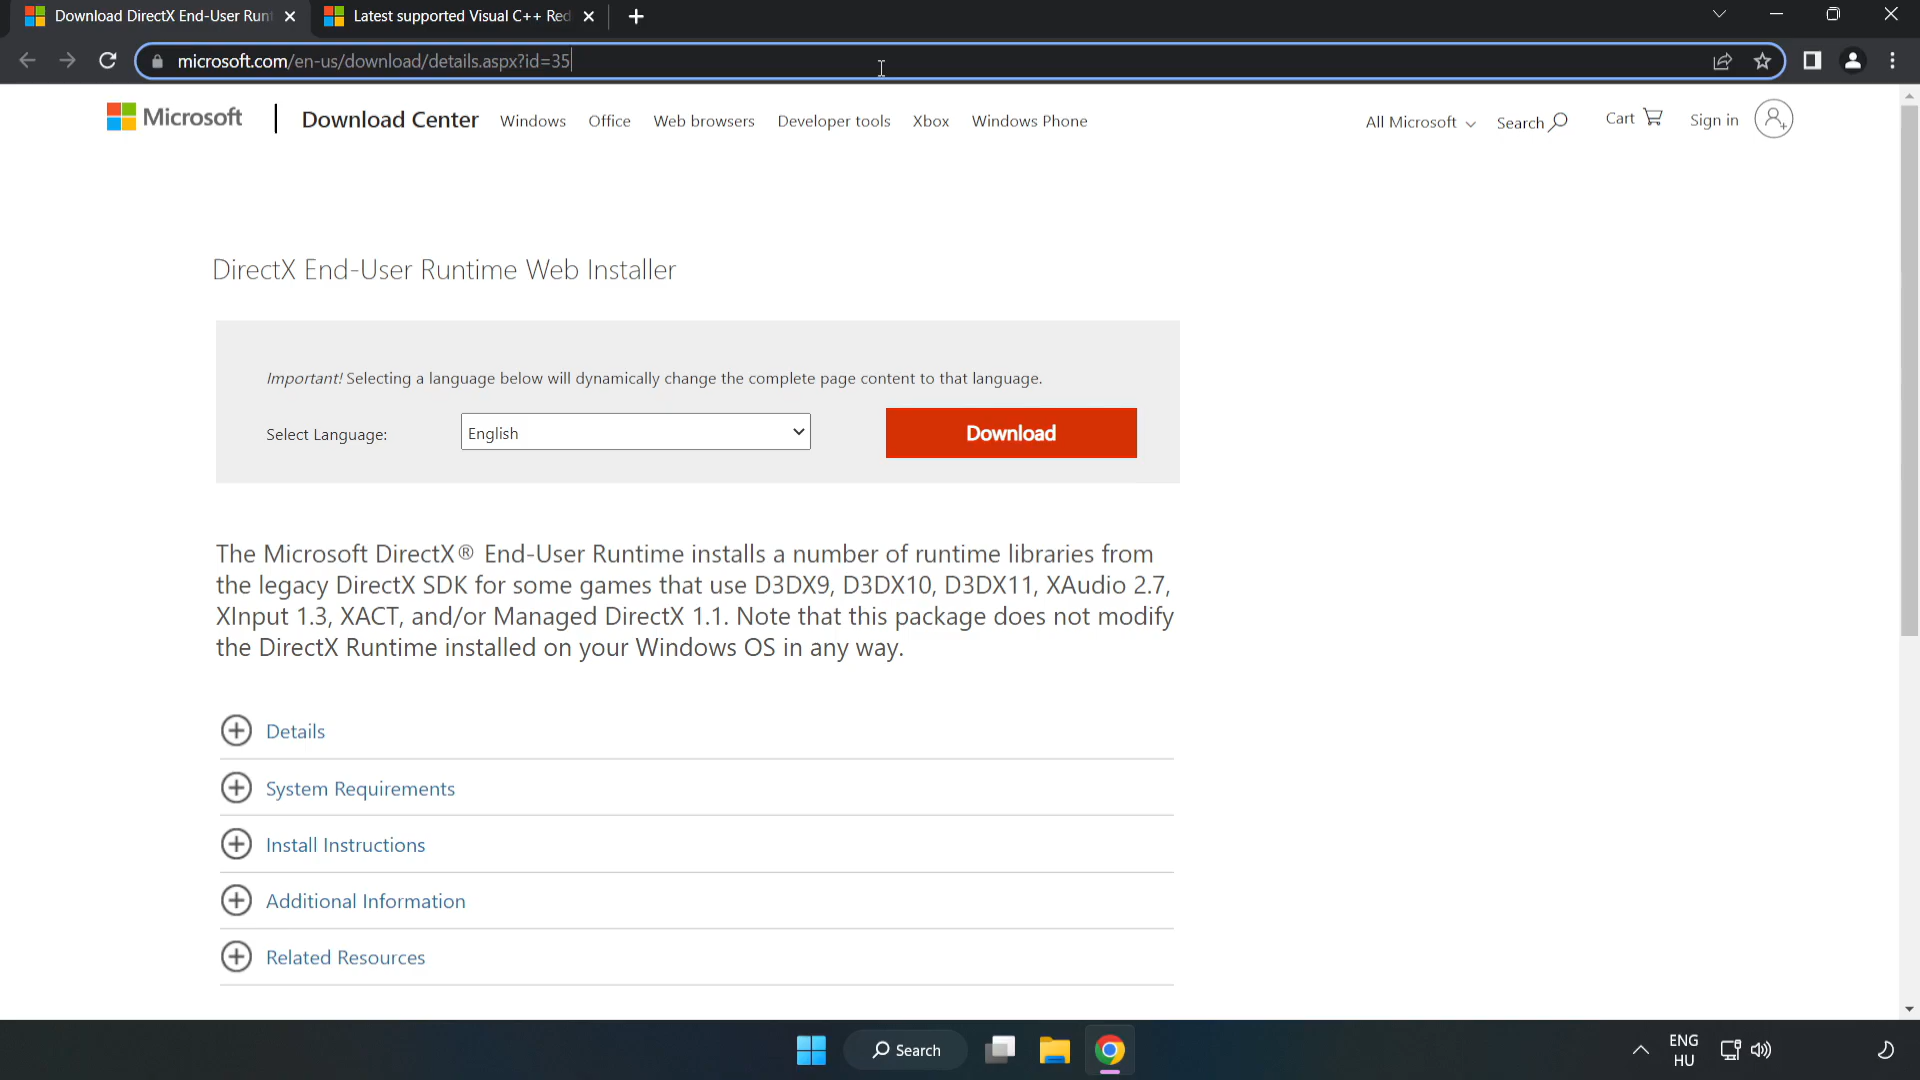 Download DirectX End-User Runt
Latest supported Visual C++ Red
microsoft.com/en-us/download/details.aspx?id=35
Microsoft
Download Center
Windows
Office
Web browsers
Developer tools
Xbox
Windows Phone
All Microsoft
Search
Cart
Sign in
DirectX End-User Runtime Web Installer
Important! Selecting a language below will dynamically change the complete page content to that language.
Select Language:
English
Download
The Microsoft DirectX® End-User Runtime installs a number of runtime libraries from
the legacy DirectX SDK for some games that use D3DX9, D3DX10, D3DX11, XAudio 2.7,
XInput 1.3, XACT, and/or Managed DirectX 1.1. Note that this package does not modify
the DirectX Runtime installed on your Windows OS in any way.
Details
System Requirements
Install Instructions
Additional Information
Related Resources
Search
ENG
HU